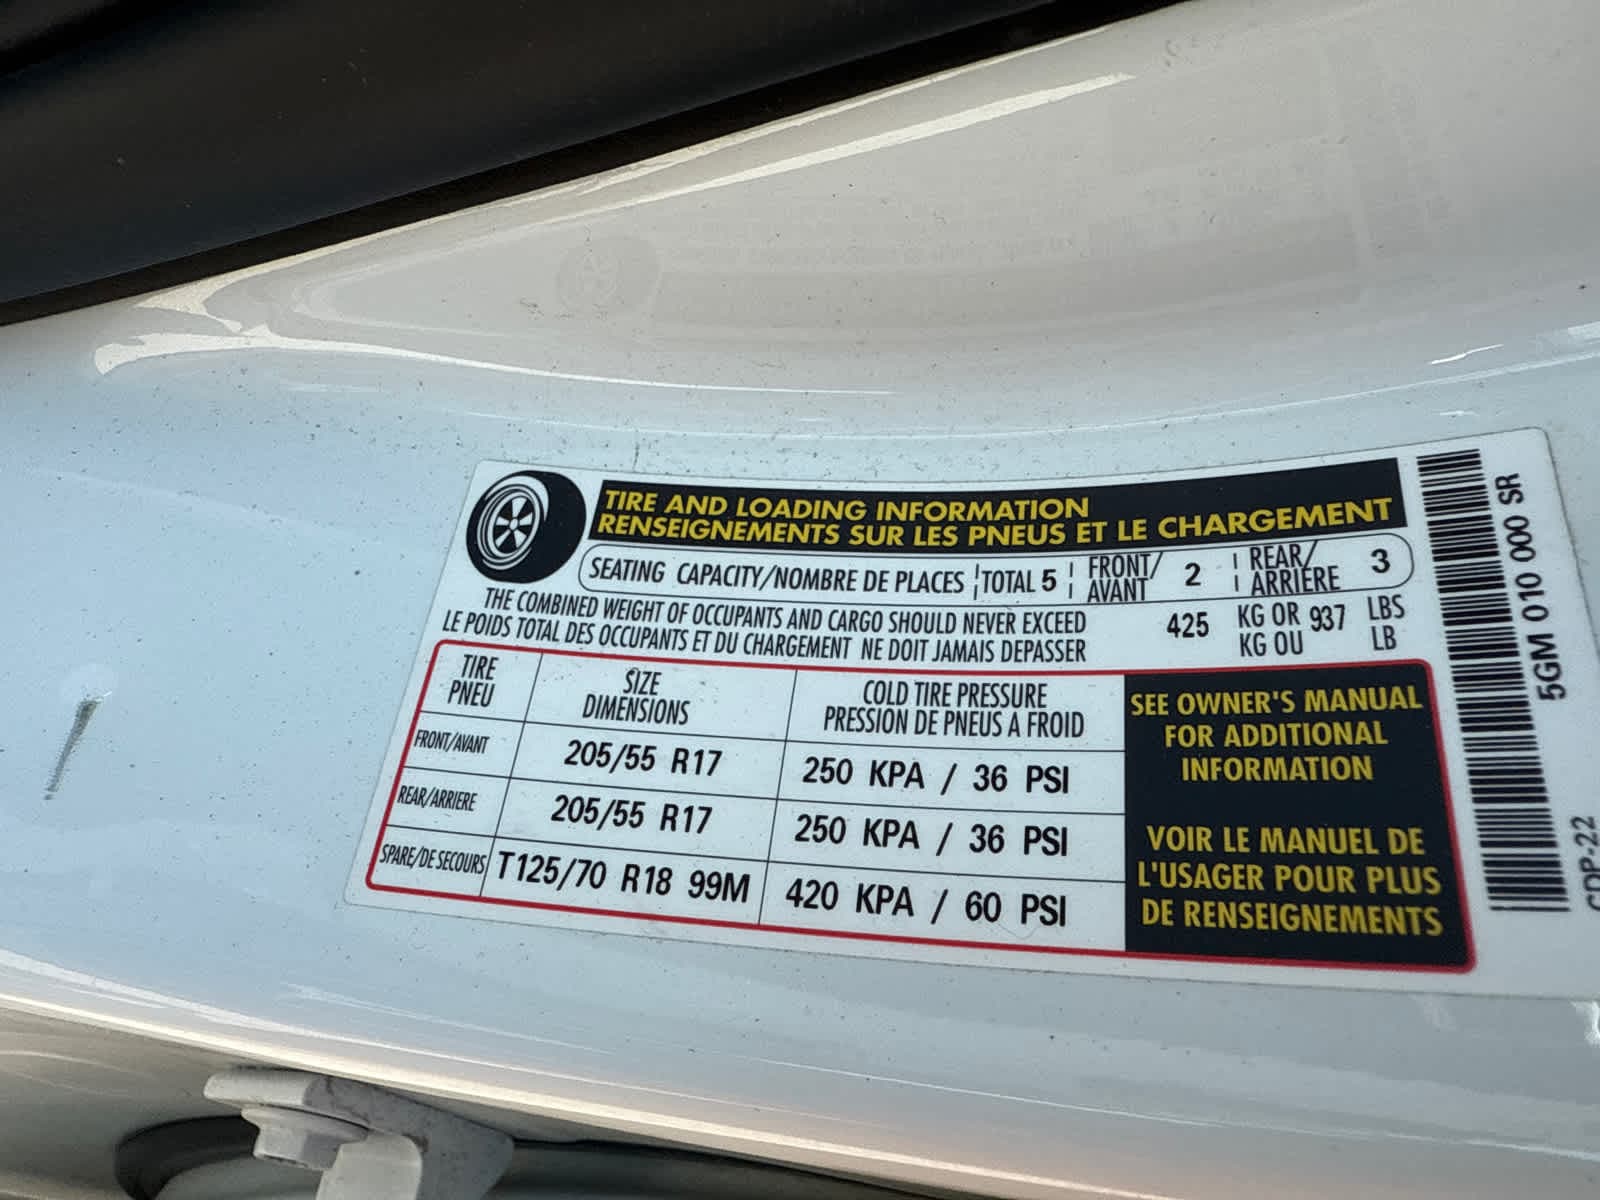 TIRE AND LOADING INFORMATION
RENSEIGNEMENTS SUR LES PNEUS ET LE CHARGEMENT
SEATING CAPACITY/NOMBRE DE PLACES TOTAL 5 FRONT/AVANT 2 REAR/ARRIÈRE 3
THE COMBINED WEIGHT OF OCCUPANTS AND CARGO SHOULD NEVER EXCEED 425 KG OR 937 LBS
LE POIDS TOTAL DES OCCUPANTS ET DU CHARGEMENT NE DOIT JAMAIS DEPASSER KG OU LB
TIRE SIZE COLD TIRE PRESSURE
PNEU DIMENSIONS PRESSION DE PNEUS A FROID
FRONT/AVANT 205/55 R17 250 KPA / 36 PSI
REAR/ARRIERE 205/55 R17 250 KPA / 36 PSI
SPARE/DE SECOURS T125/70 R18 99M 420 KPA / 60 PSI
SEE OWNER'S MANUAL
FOR ADDITIONAL
INFORMATION
VOIR LE MANUEL DE
L'USAGER POUR PLUS
DE RENSEIGNEMENTS
5GM 010 000 SR